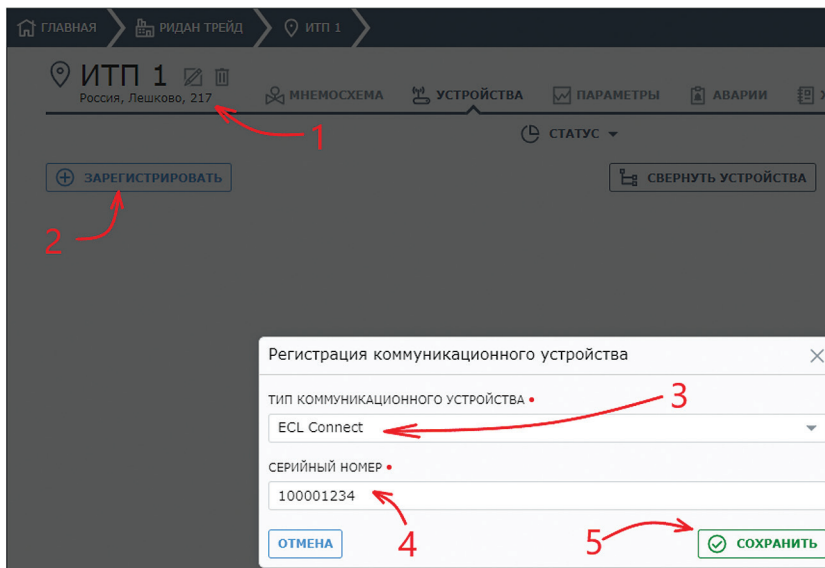 ГЛАВНАЯ РИДАН ТРЕЙД ИТП 1
ИТП 1
Россия, Лешково, 217
МНЕМОСХЕМА УСТРОЙСТВА ПАРАМЕТРЫ АВАРИИ
1
СТАТУС
ЗАРЕГИСТРИРОВАТЬ СВЕРНУТЬ УСТРОЙСТВА
2
Регистрация коммуникационного устройства
ТИП КОММУНИКАЦИОННОГО УСТРОЙСТВА •
3
ECL Connect
СЕРИЙНЫЙ НОМЕР •
100001234
4
5
ОТМЕНА СОХРАНИТЬ